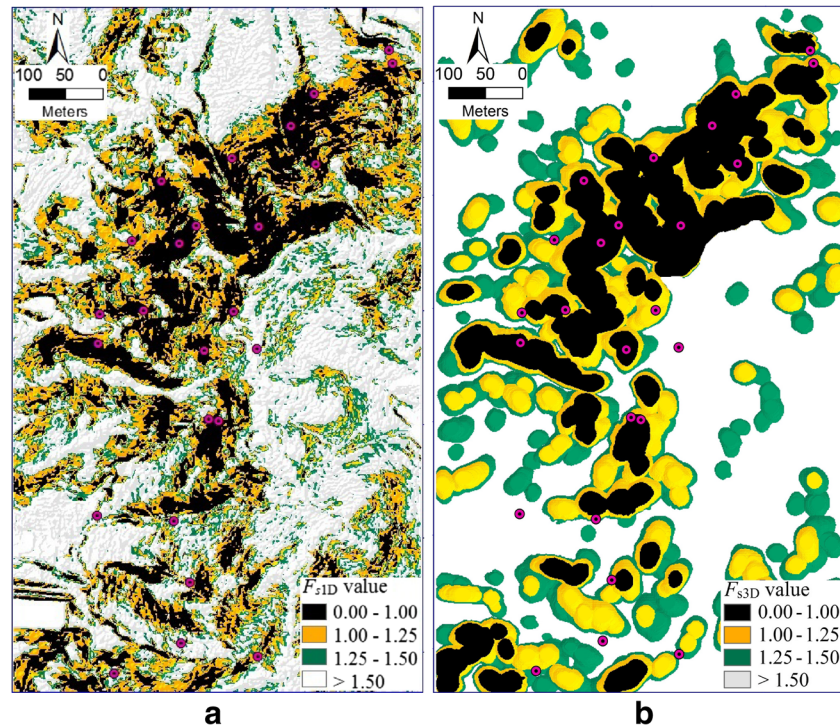 N
100 50 0
Meters
F_s1D value
0.00 - 1.00
1.00 - 1.25
1.25 - 1.50
> 1.50
a
N
100 50 0
Meters
F_s3D value
0.00 - 1.00
1.00 - 1.25
1.25 - 1.50
> 1.50
b